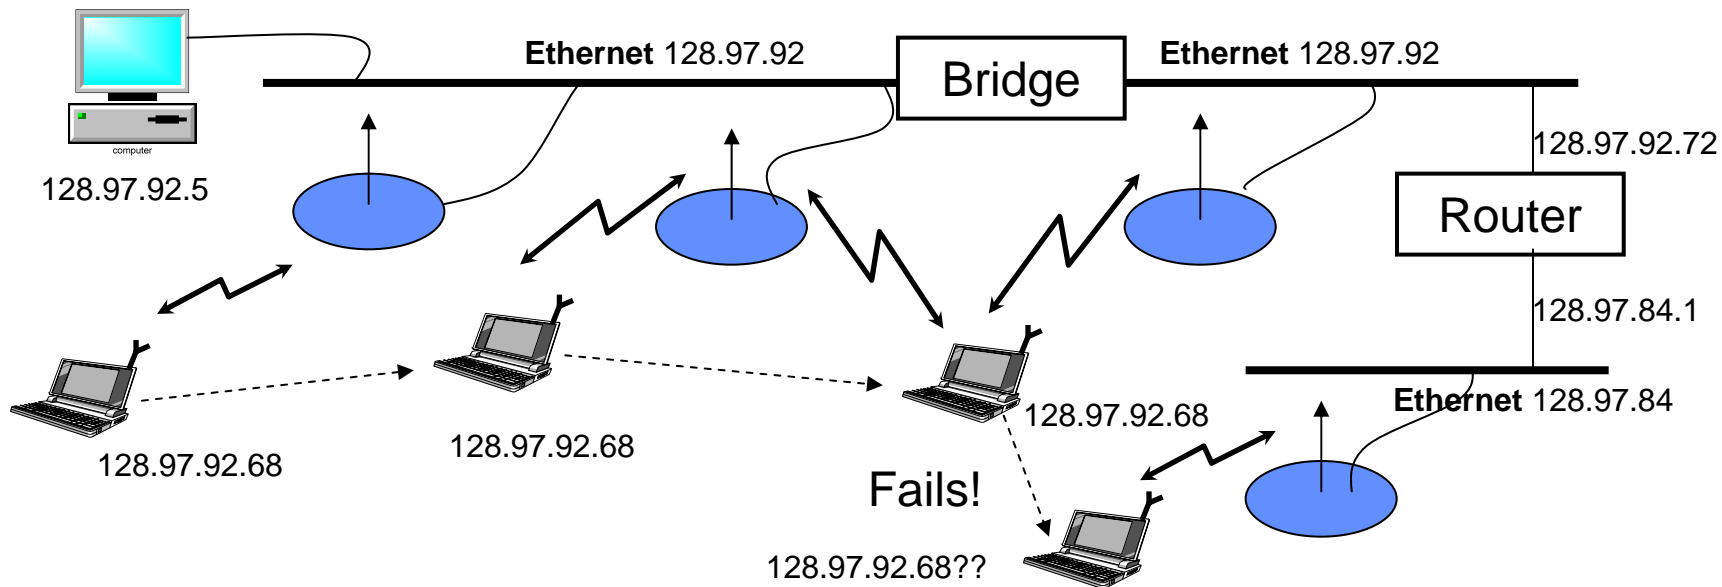 Ethernet 128.97.92
Bridge
Ethernet 128.97.92
computer
128.97.92.5
128.97.92.72
Router
128.97.84.1
Ethernet 128.97.84
128.97.92.68
128.97.92.68
128.97.92.68
Fails!
128.97.92.68??